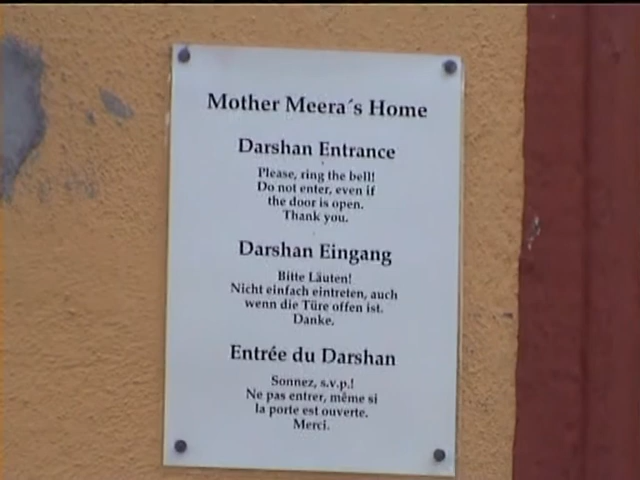 Mother Meera´s Home
Darshan Entrance
Please, ring the bell!
Do not enter, even if
the door is open.
Thank you.
Darshan Eingang
Bitte Läuten!
Nicht einfach eintreten, auch
wenn die Türe offen ist.
Danke.
Entrée du Darshan
Sonnez, s.v.p.!
Ne pas entrer, même si
la porte est ouverte.
Merci.